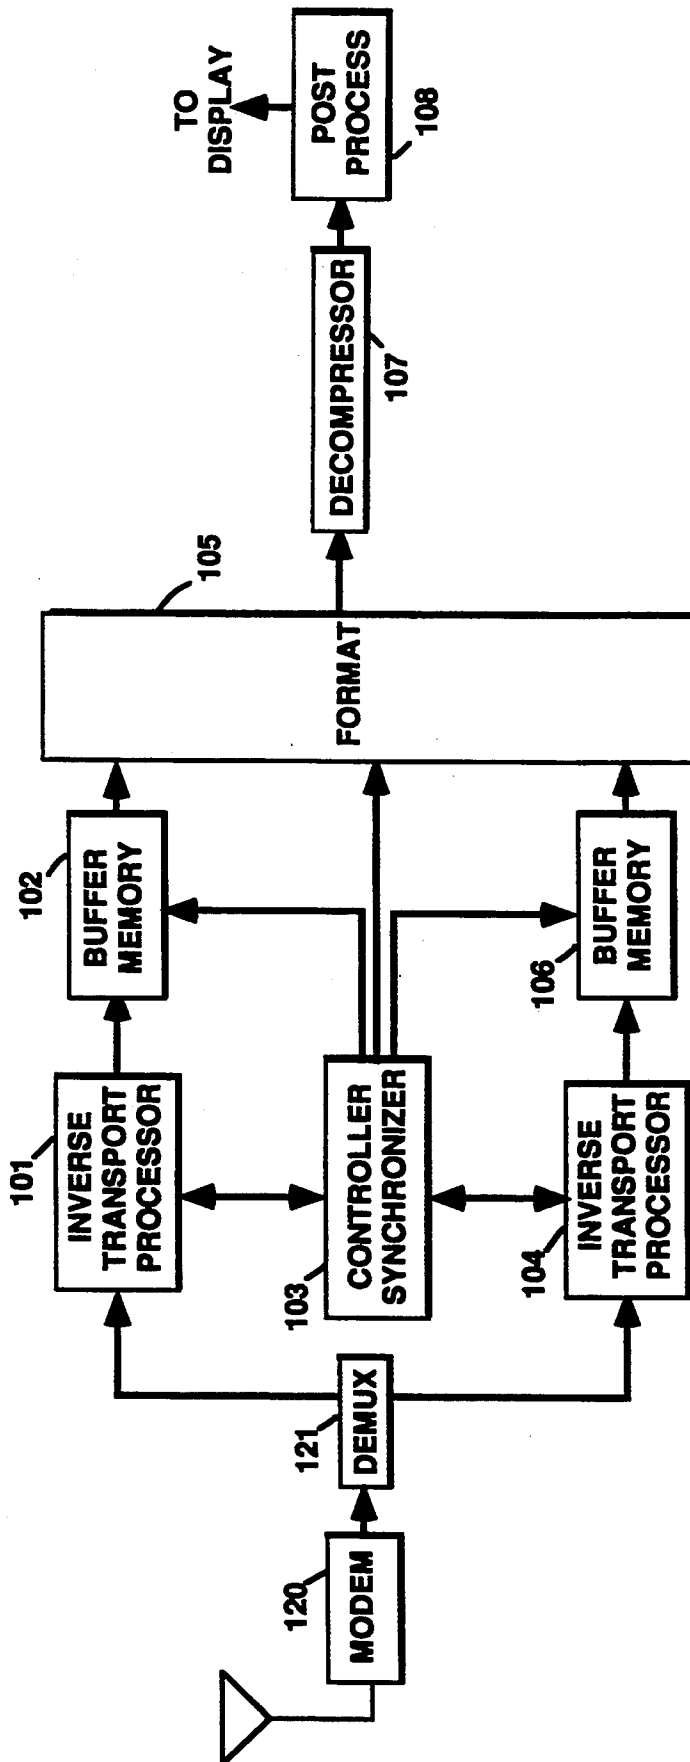 120
MODEM
121
DEMUX
101
INVERSE
TRANSPORT
PROCESSOR
102
BUFFER
MEMORY
103
CONTROLLER
SYNCHRONIZER
104
INVERSE
TRANSPORT
PROCESSOR
106
BUFFER
MEMORY
105
FORMAT
DECOMPRESSOR
107
POST
PROCESS
108
TO
DISPLAY